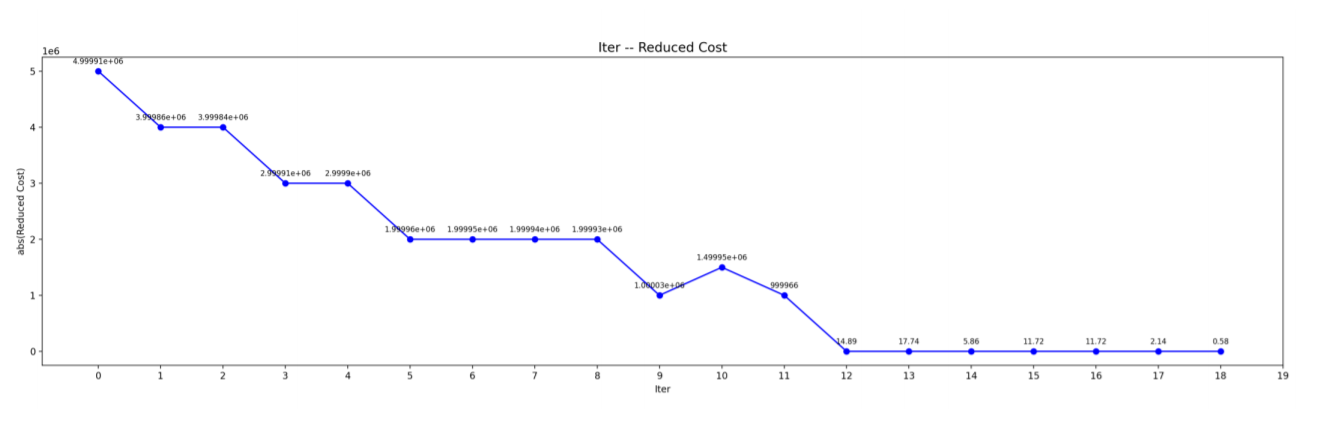 Iter -- Reduced Cost
1e6
4.99991e+06
3.99986e+06 3.99984e+06
2.99991e+06 2.9999e+06
1.99996e+06 1.99995e+06 1.99994e+06 1.99993e+06
1.00003e+06
1.49995e+06
999966
14.89 17.74 5.86 11.72 11.72 2.14 0.58
5
4
3
2
1
0
abs(Reduced Cost)
0 1 2 3 4 5 6 7 8 9 10 11 12 13 14 15 16 17 18 19
Iter